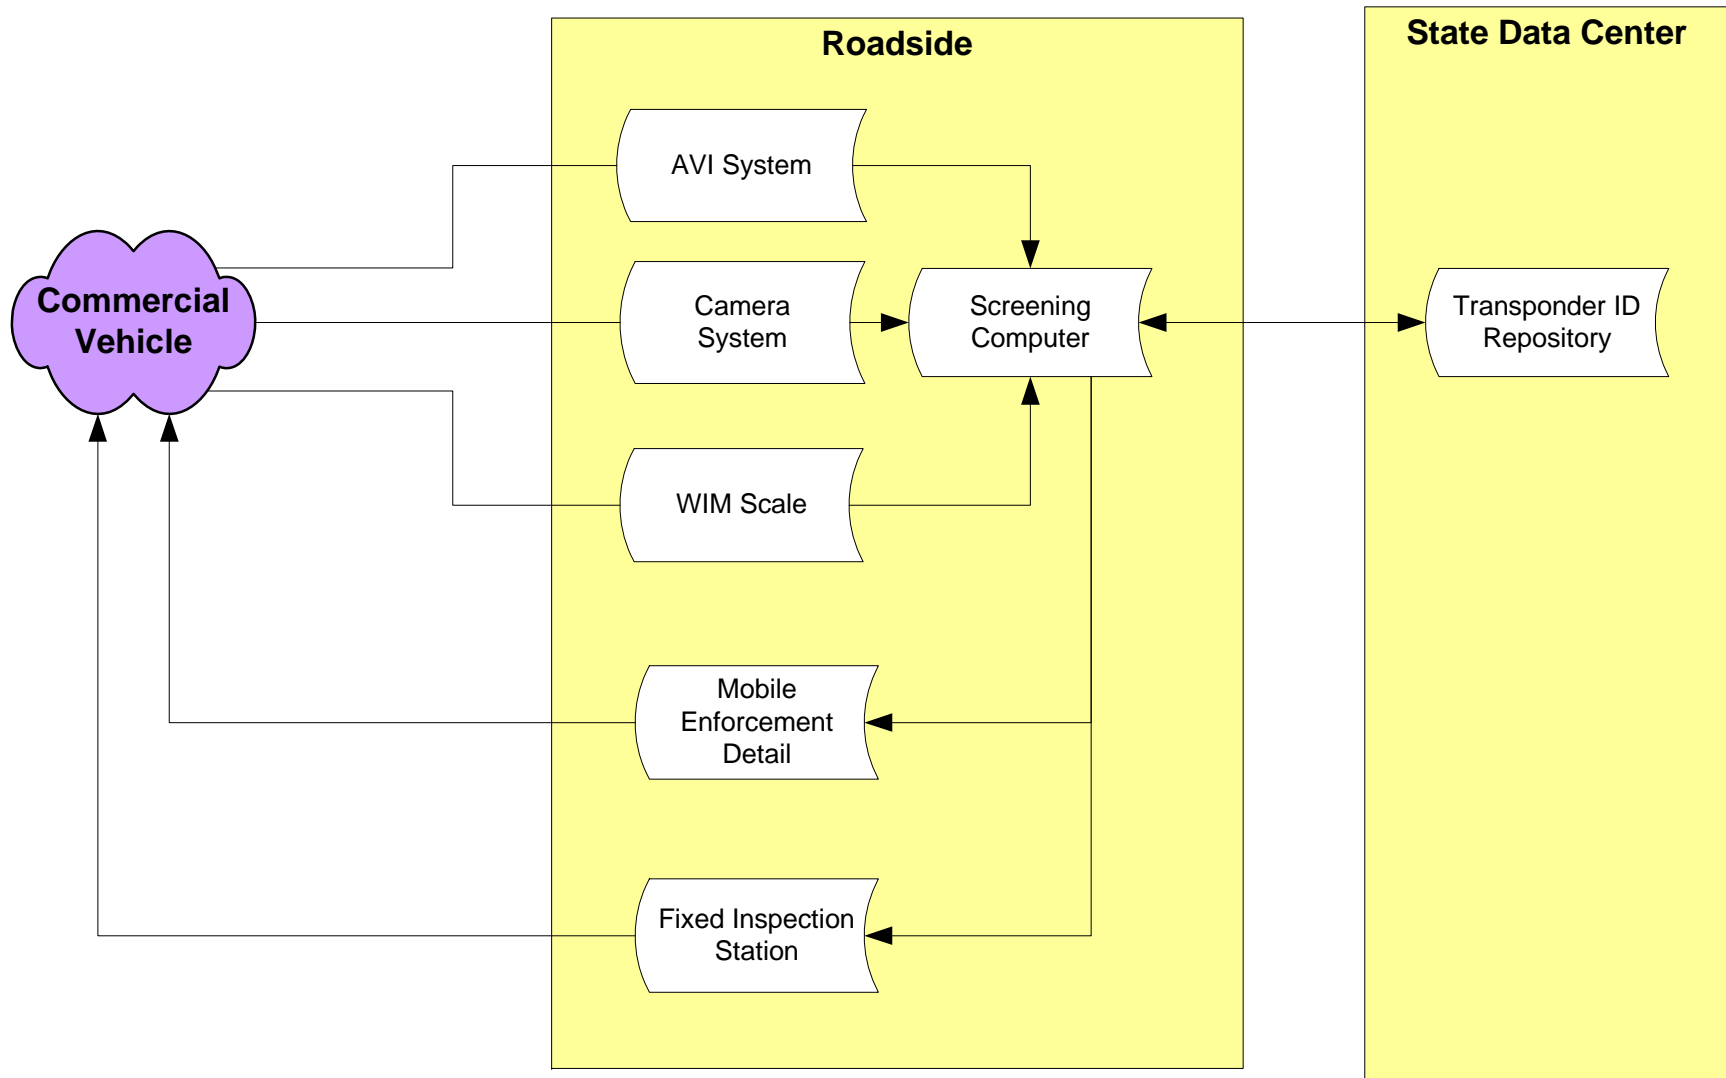 Roadside
State Data Center
AVI System
Commercial
Vehicle
Camera
System
Screening
Computer
Transponder ID
Repository
WIM Scale
Mobile
Enforcement
Detail
Fixed Inspection
Station